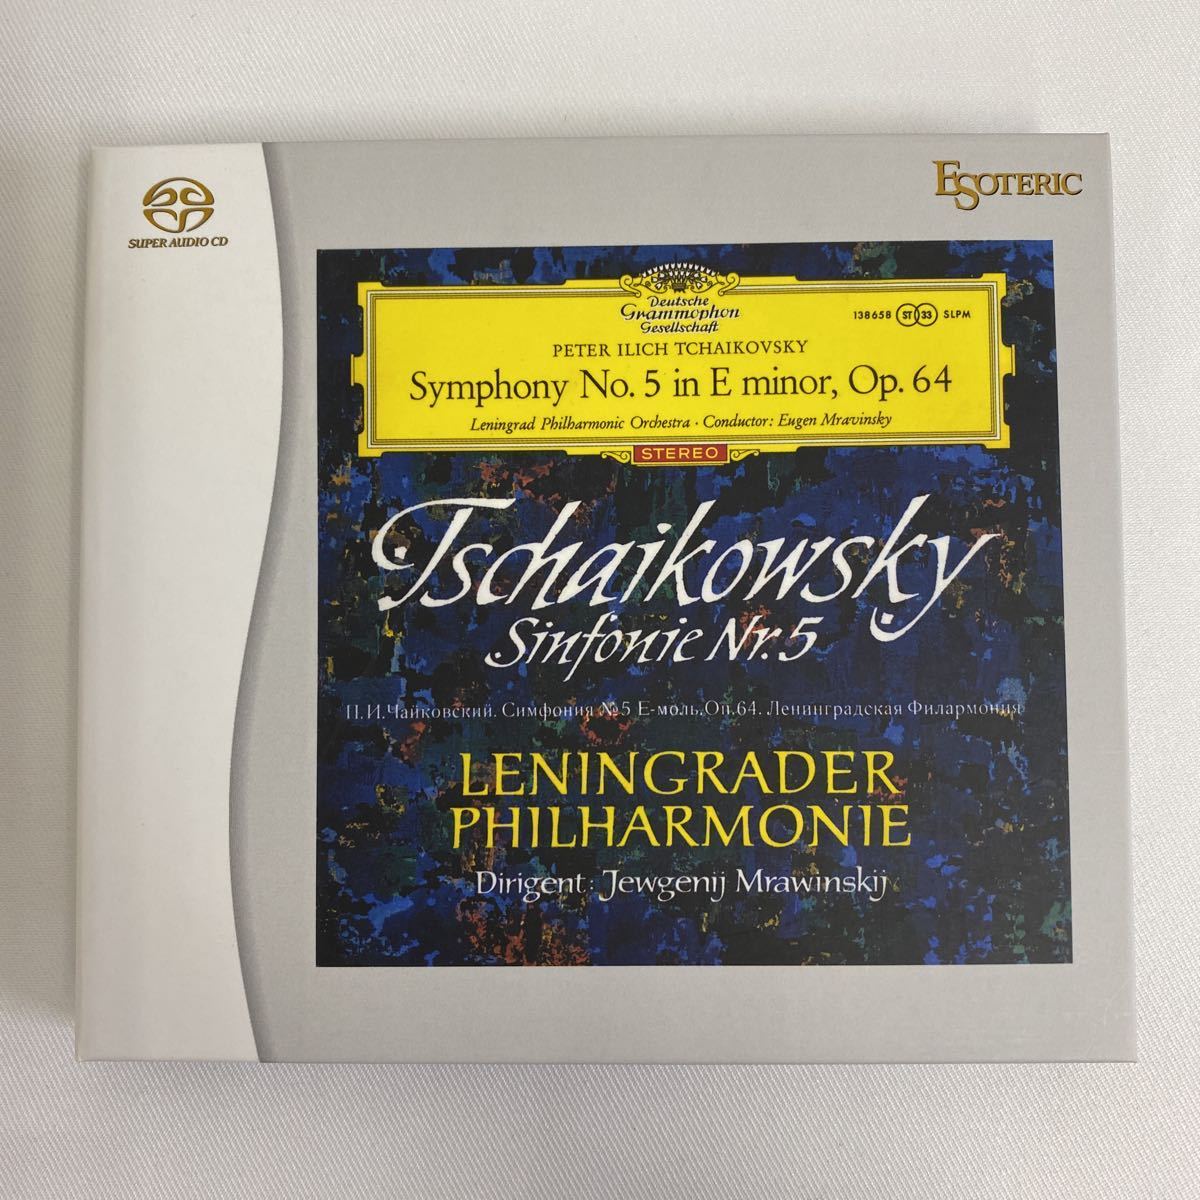 SUPER AUDIO CD
ESOTERIC
Deutsche
Grammophon
Gesellschaft
138658 ST 33 SLPM
PETER ILICH TCHAIKOVSKY
Symphony No. 5 in E minor, Op. 64
Leningrad Philharmonic Orchestra · Conductor: Eugen Mravinsky
STEREO
Tschaikowsky
Sinfonie Nr. 5
П.И.Чайковский. Симфония №5 Е-моль.Оп.64. Ленинградская Филармония
LENINGRADER
PHILHARMONIE
Dirigent: Jewgenij Mrawinskij